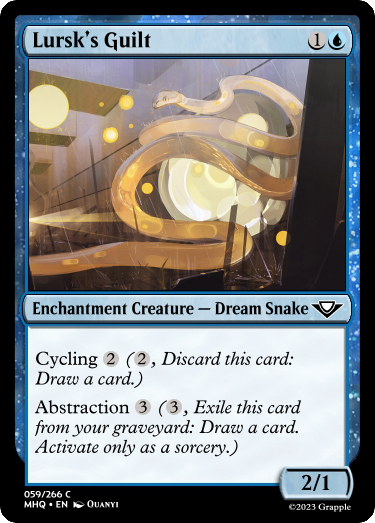 Lursk's Guilt 1
Enchantment Creature — Dream Snake
Cycling 2 (2, Discard this card:
Draw a card.)
Abstraction 3 (3, Exile this card
from your graveyard: Draw a card.
Activate only as a sorcery.)
2/1
059/266 C
MHQ • EN Quanyi
©2023 Grapple